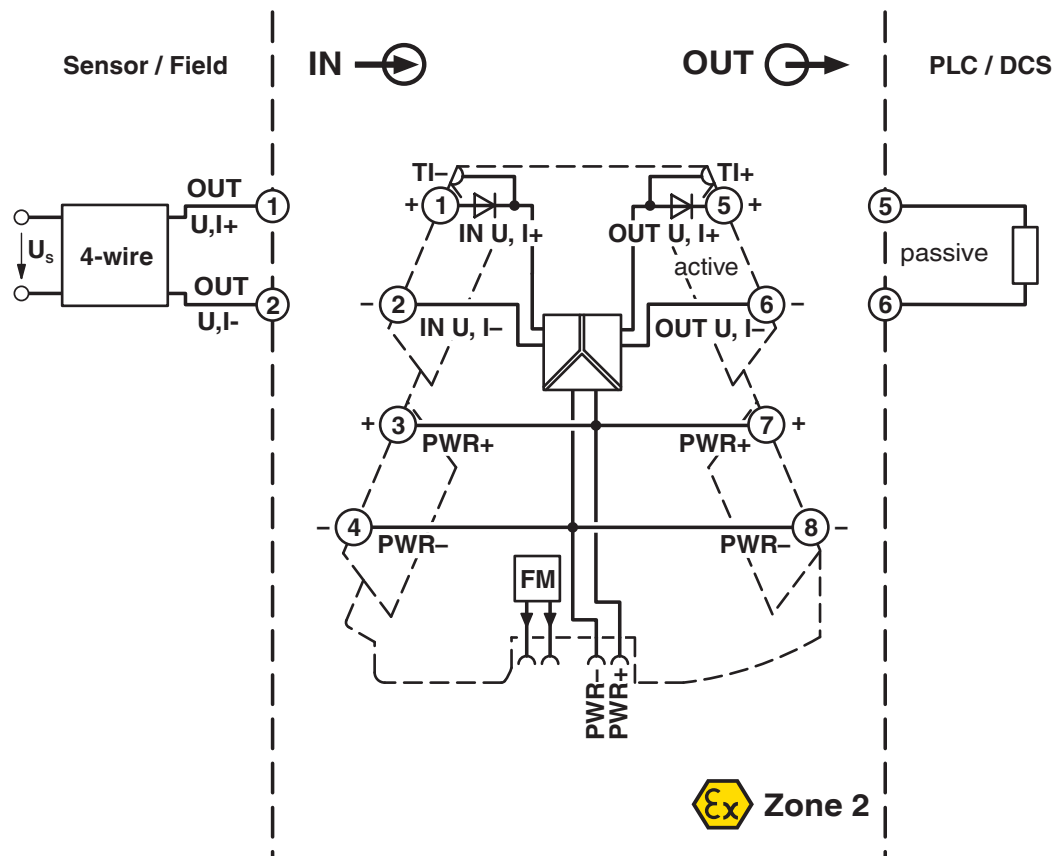 Sensor / Field
IN
OUT
PLC / DCS
TI–
TI+
OUT
U,I+
1
+ 1
5 +
5
IN U, I+
OUT U, I+
Us
4-wire
active
passive
OUT
U,I-
2
– 2
6 –
6
IN U, I–
OUT U, I–
+ 3
7 +
PWR+
PWR+
– 4
8 –
PWR–
PWR–
FM
PWR–
PWR+
Ex Zone 2